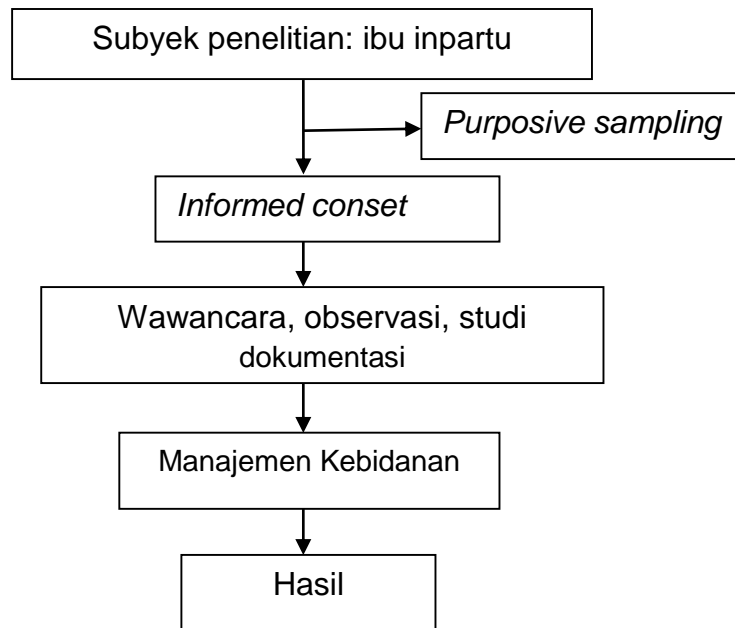 Subyek penelitian: ibu inpartu
Purposive sampling
Informed conset
Wawancara, observasi, studi
dokumentasi
Manajemen Kebidanan
Hasil